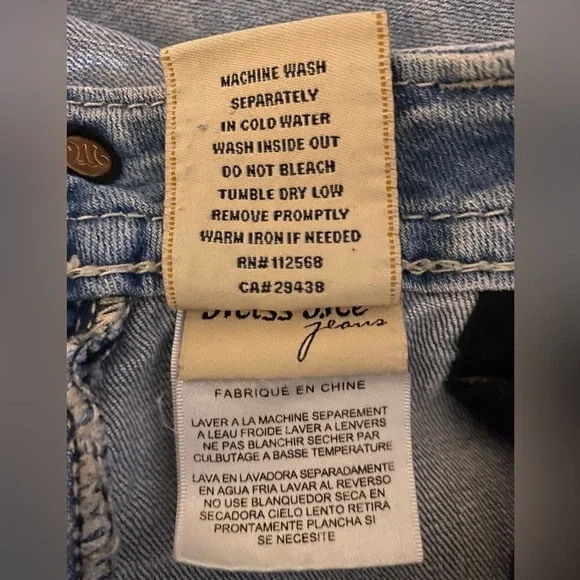 MACHINE WASH
SEPARATELY
IN COLD WATER
WASH INSIDE OUT
DO NOT BLEACH
TUMBLE DRY LOW
REMOVE PROMPTLY
WARM IRON IF NEEDED
RN#112568
CA#29438
jeans
FABRIQUÉ EN CHINE
LAVER A LA MACHINE SEPAREMENT
A LEAU FROIDE LAVER A LENVERS
NE PAS BLANCHIR SECHER PAR
CULBUTAGE A BASSE TEMPERATURE
LAVA EN LAVADORA SEPARADAMENTE
EN AGUA FRIA LAVAR AL REVERSO
NO USE BLANQUEDOR SECA EN
SECADORA CIELO LENTO RETIRA
PRONTAMENTE PLANCHA SI
SE NECESITE